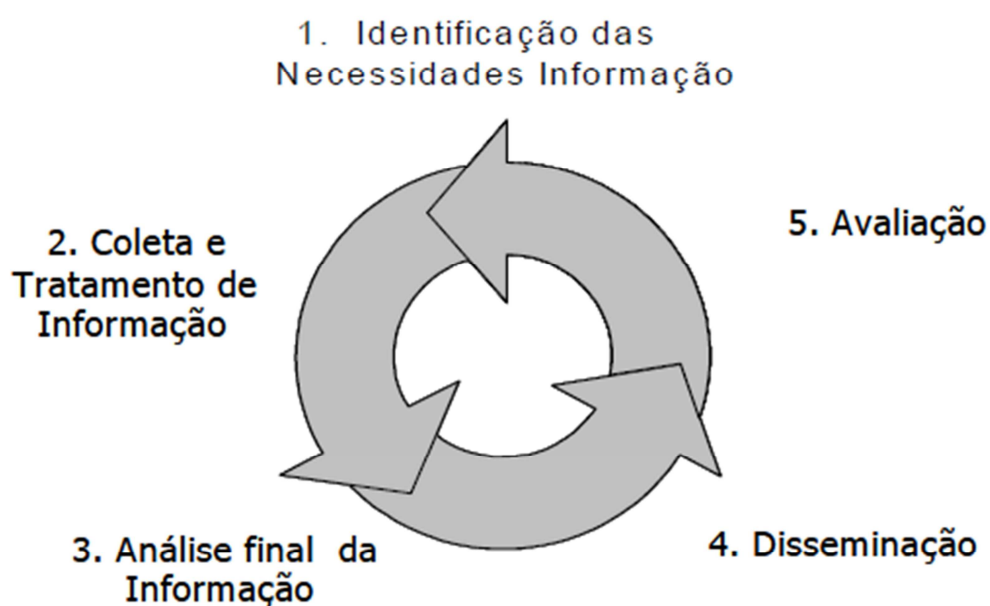 1. Identificação das
Necessidades Informação
2. Coleta e
Tratamento de
Informação
3. Análise final da
Informação
4. Disseminação
5. Avaliação